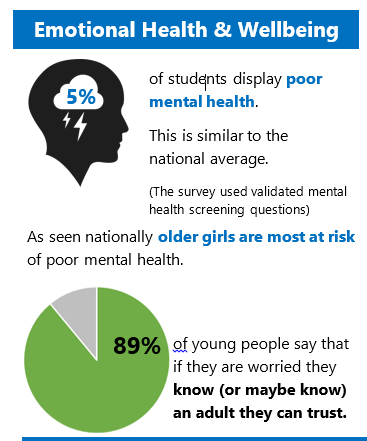 Emotional Health & Wellbeing
5%
of students display poor
mental health.
This is similar to the
national average.
(The survey used validated mental
health screening questions)
As seen nationally older girls are most at risk
of poor mental health.
89%
of young people say that
if they are worried they
know (or maybe know)
an adult they can trust.